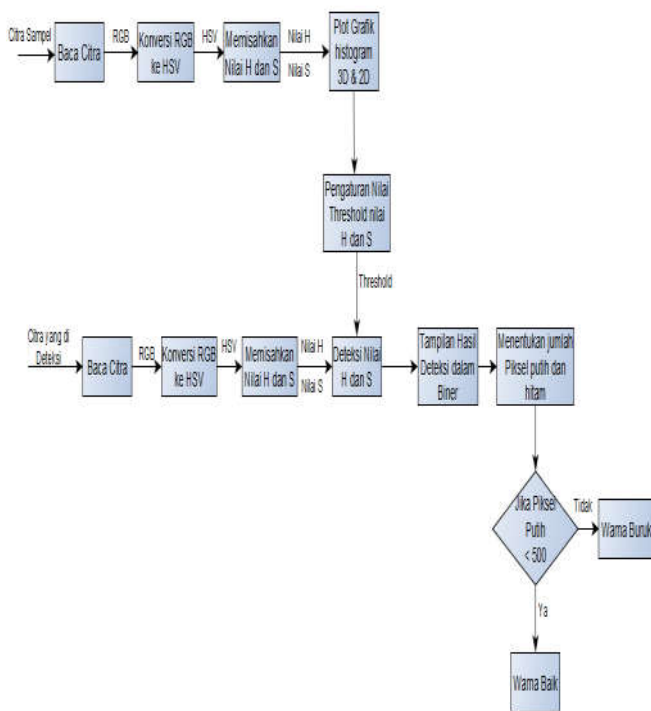 Citra Sampel
Baca Citra
RGB
Konversi RGB
ke HSV
HSV
Memisahkan
Nilai H dan S
Nilai H
Nilai S
Plot Grafik
histogram
3D & 2D
Pengaturan Nilai
Threshold nilai
H dan S
Threshold
Citra yang di
Deteksi
Baca Citra
RGB
Konversi RGB
ke HSV
HSV
Memisahkan
Nilai H dan S
Nilai H
Nilai S
Deteksi Nilai
H dan S
Tampilan Hasil
Deteksi dalam
Biner
Menentukan jumlah
Piksel putih dan
hitam
Jika Piksel
Putih
< 500
Tidak
Warna Buruk
Ya
Warna Baik